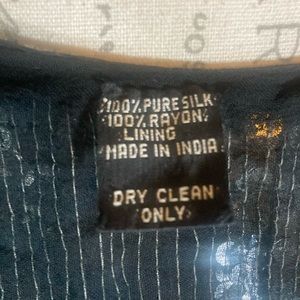 100% PURE SILK
100% RAYON
LINING
MADE IN INDIA
DRY CLEAN
ONLY